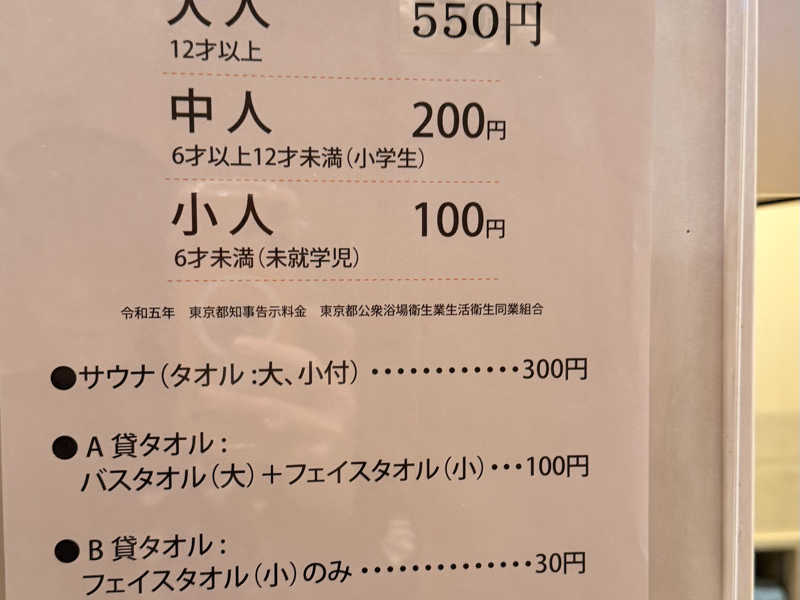 大人 550円
12才以上
中人 200円
6才以上12才未満(小学生)
小人 100円
6才未満(未就学児)
令和五年 東京都知事告示料金 東京都公衆浴場衛生業生活衛生同業組合
●サウナ(タオル:大、小付)・・・・・・・・・・・・300円
●A 貸タオル:
バスタオル(大)+フェイスタオル(小)・・・100円
●B 貸タオル:
フェイスタオル(小)のみ・・・・・・・・・・・・・・30円